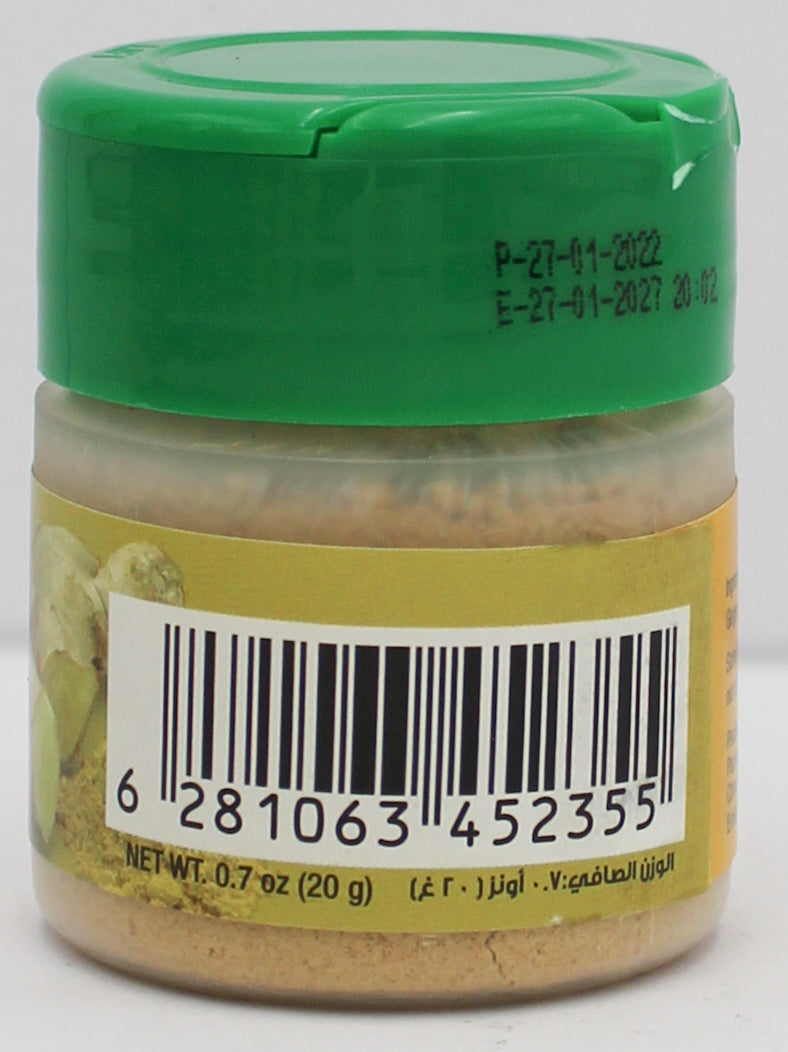 P-27-01-2022
E-27-01-2027 20:02
6 281063 452355
NET WT. 0.7 oz (20 g) الوزن الصافي: ٠.٧ أونز (٢٠ غ)